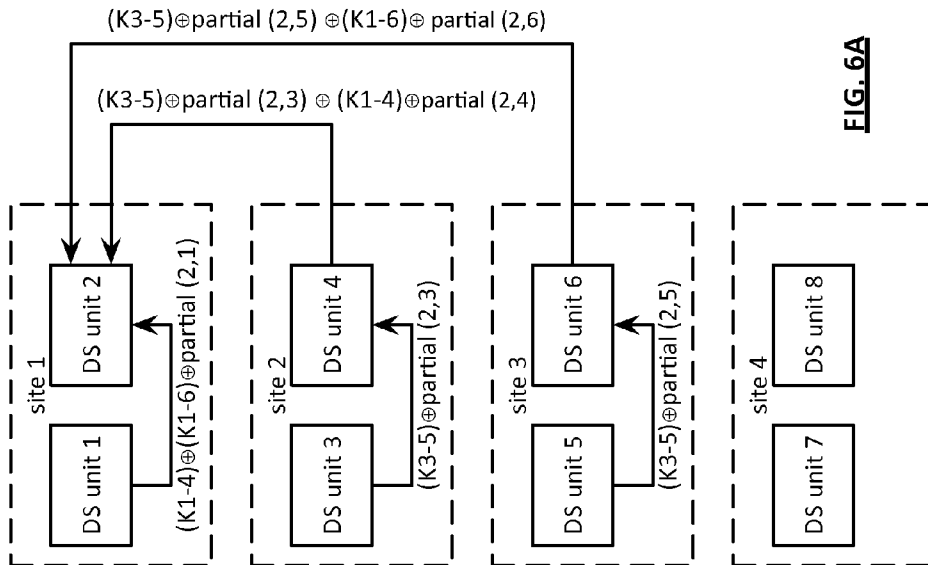 (K3-5)⊕partial (2,5) ⊕(K1-6)⊕ partial (2,6)
(K3-5)⊕partial (2,3) ⊕ (K1-4)⊕partial (2,4)
site 1
DS unit 1
DS unit 2
(K1-4)⊕(K1-6)⊕partial (2,1)
site 2
DS unit 3
DS unit 4
(K3-5)⊕partial (2,3)
site 3
DS unit 5
DS unit 6
(K3-5)⊕partial (2,5)
site 4
DS unit 7
DS unit 8
FIG. 6A